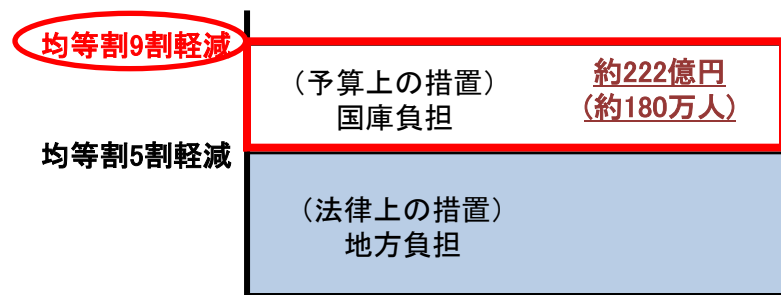 均等割9割軽減
（予算上の措置）
国庫負担
約222億円
(約180万人)
均等割5割軽減
（法律上の措置）
地方負担